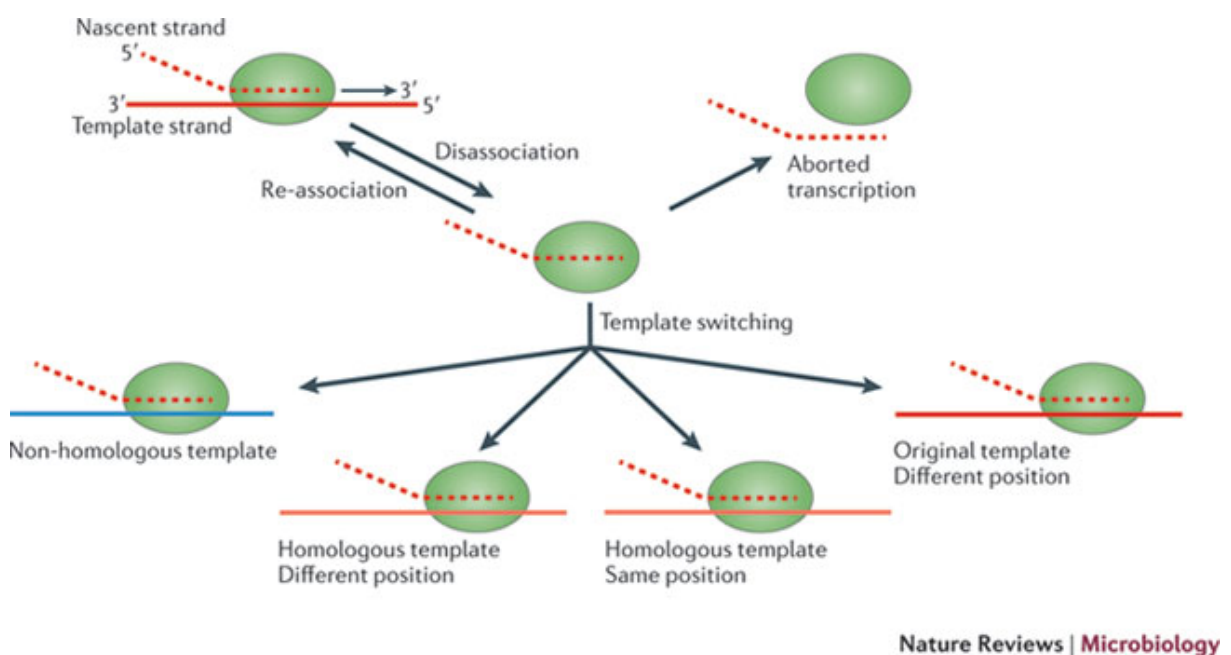 Nascent strand
5′
3′
3′
5′
Template strand
Disassociation
Re-association
Aborted
transcription
Template switching
Non-homologous template
Original template
Different position
Homologous template
Different position
Homologous template
Same position
Nature Reviews | Microbiology